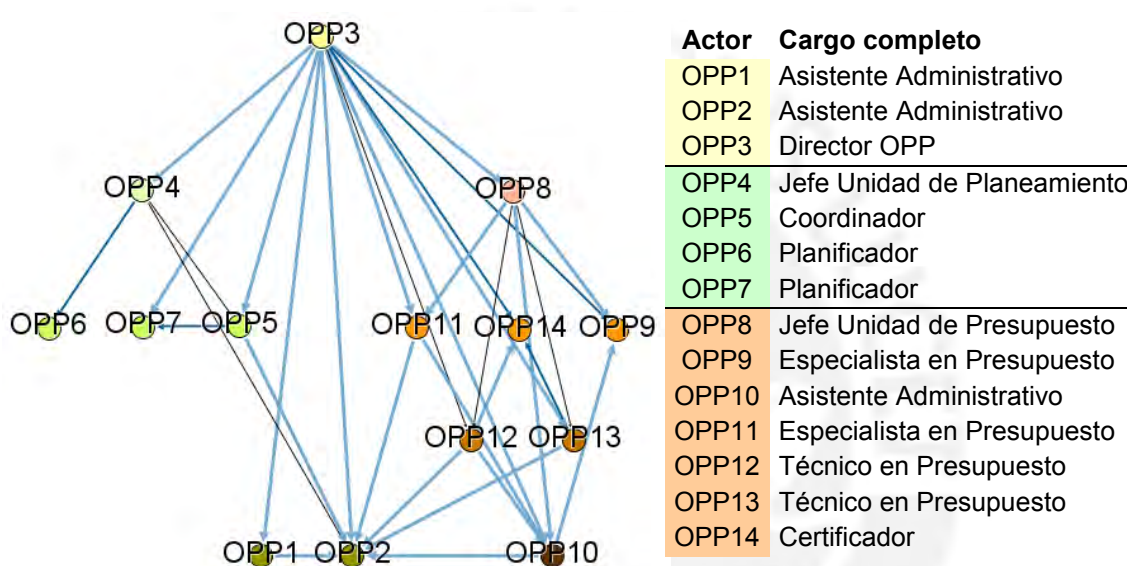 OPP3
OPP4
OPP8
OPP6
OPP7
OPP5
OPP11
OPP14
OPP9
OPP12
OPP13
OPP1
OPP2
OPP10
Actor Cargo completo
OPP1 Asistente Administrativo
OPP2 Asistente Administrativo
OPP3 Director OPP
OPP4 Jefe Unidad de Planeamiento
OPP5 Coordinador
OPP6 Planificador
OPP7 Planificador
OPP8 Jefe Unidad de Presupuesto
OPP9 Especialista en Presupuesto
OPP10 Asistente Administrativo
OPP11 Especialista en Presupuesto
OPP12 Técnico en Presupuesto
OPP13 Técnico en Presupuesto
OPP14 Certificador